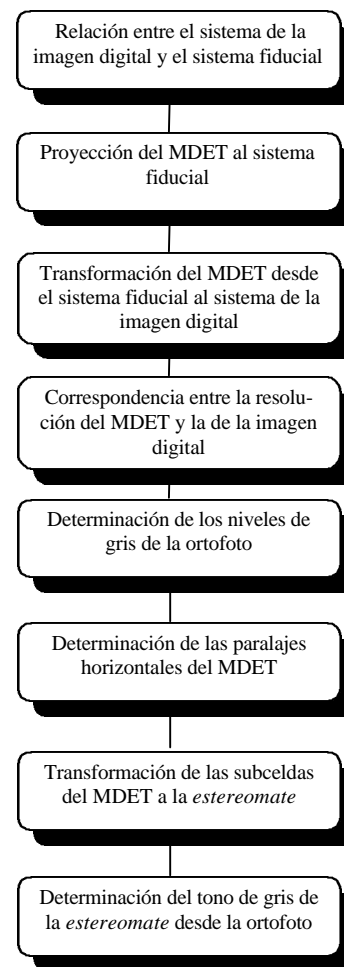 Relación entre el sistema de la
imagen digital y el sistema fiducial
Proyección del MDET al sistema
fiducial
Transformación del MDET desde
el sistema fiducial al sistema de la
imagen digital
Correspondencia entre la resolu-
ción del MDET y la de la imagen
digital
Determinación de los niveles de
gris de la ortofoto
Determinación de las paralajes
horizontales del MDET
Transformación de las subceldas
del MDET a la estereomate
Determinación del tono de gris de
la estereomate desde la ortofoto